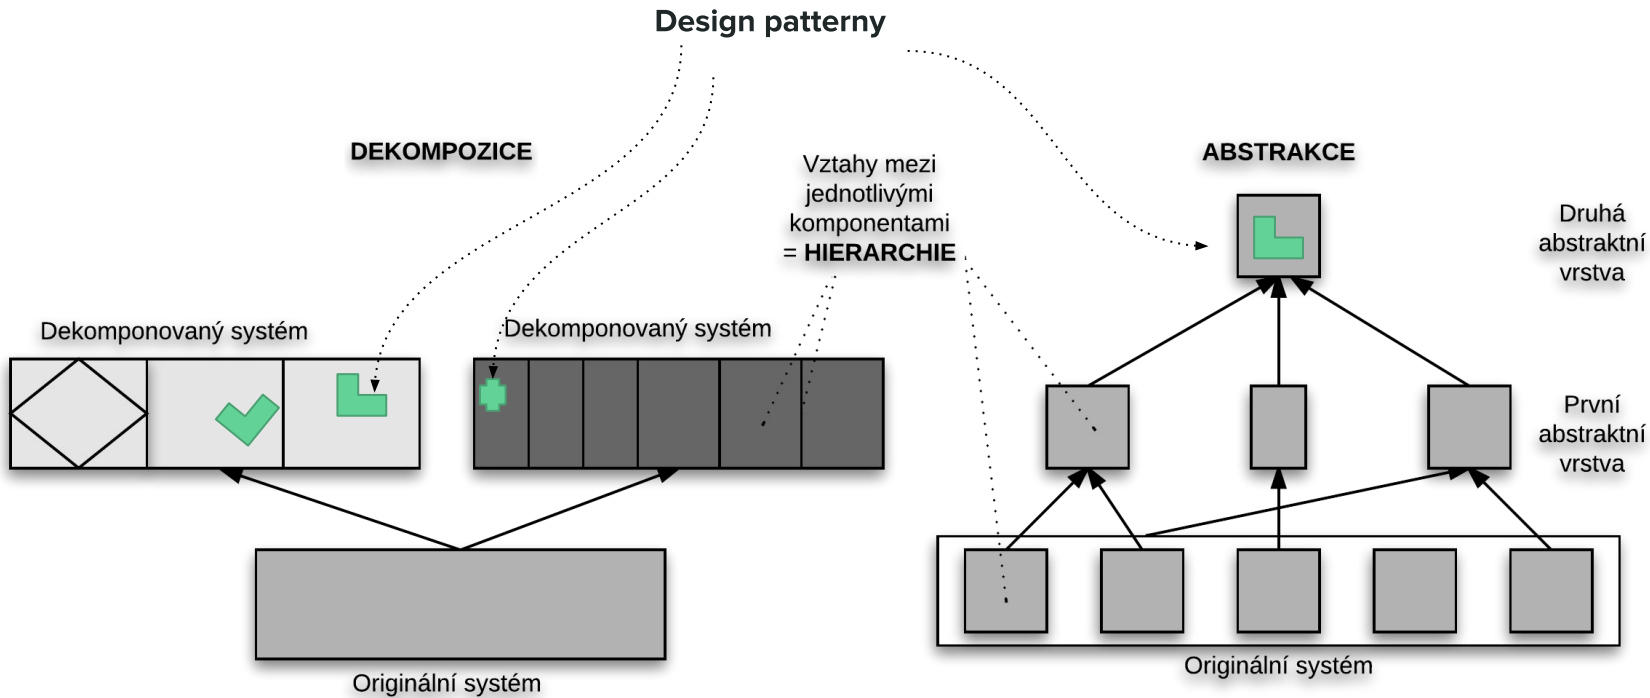 Design patterny
DEKOMPOZICE
Vztahy mezi
jednotlivými
komponentami
= HIERARCHIE
ABSTRAKCE
Druhá
abstraktní
vrstva
Dekomponovaný systém
Dekomponovaný systém
První
abstraktní
vrstva
Originální systém
Originální systém